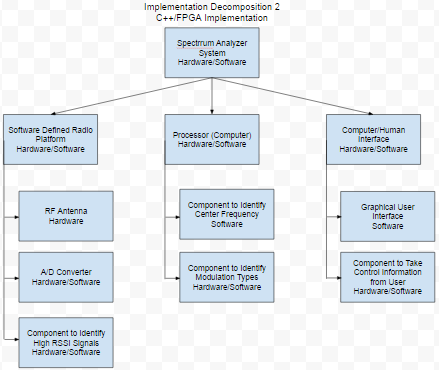 Implementation Decomposition 2
C++/FPGA Implementation
Spectrrum Analyzer
System
Hardware/Software
Software Defined Radio
Platform
Hardware/Software
Processor (Computer)
Hardware/Software
Computer/Human
Interface
Hardware/Software
RF Antenna
Hardware
Component to Identify
Center Frequency
Software
Graphical User
Interface
Software
A/D Converter
Hardware/Software
Component to Identify
Modulation Types
Hardware/Software
Component to Take
Control Information
from User
Hardware/Software
Component to Identify
High RSSI Signals
Hardware/Software